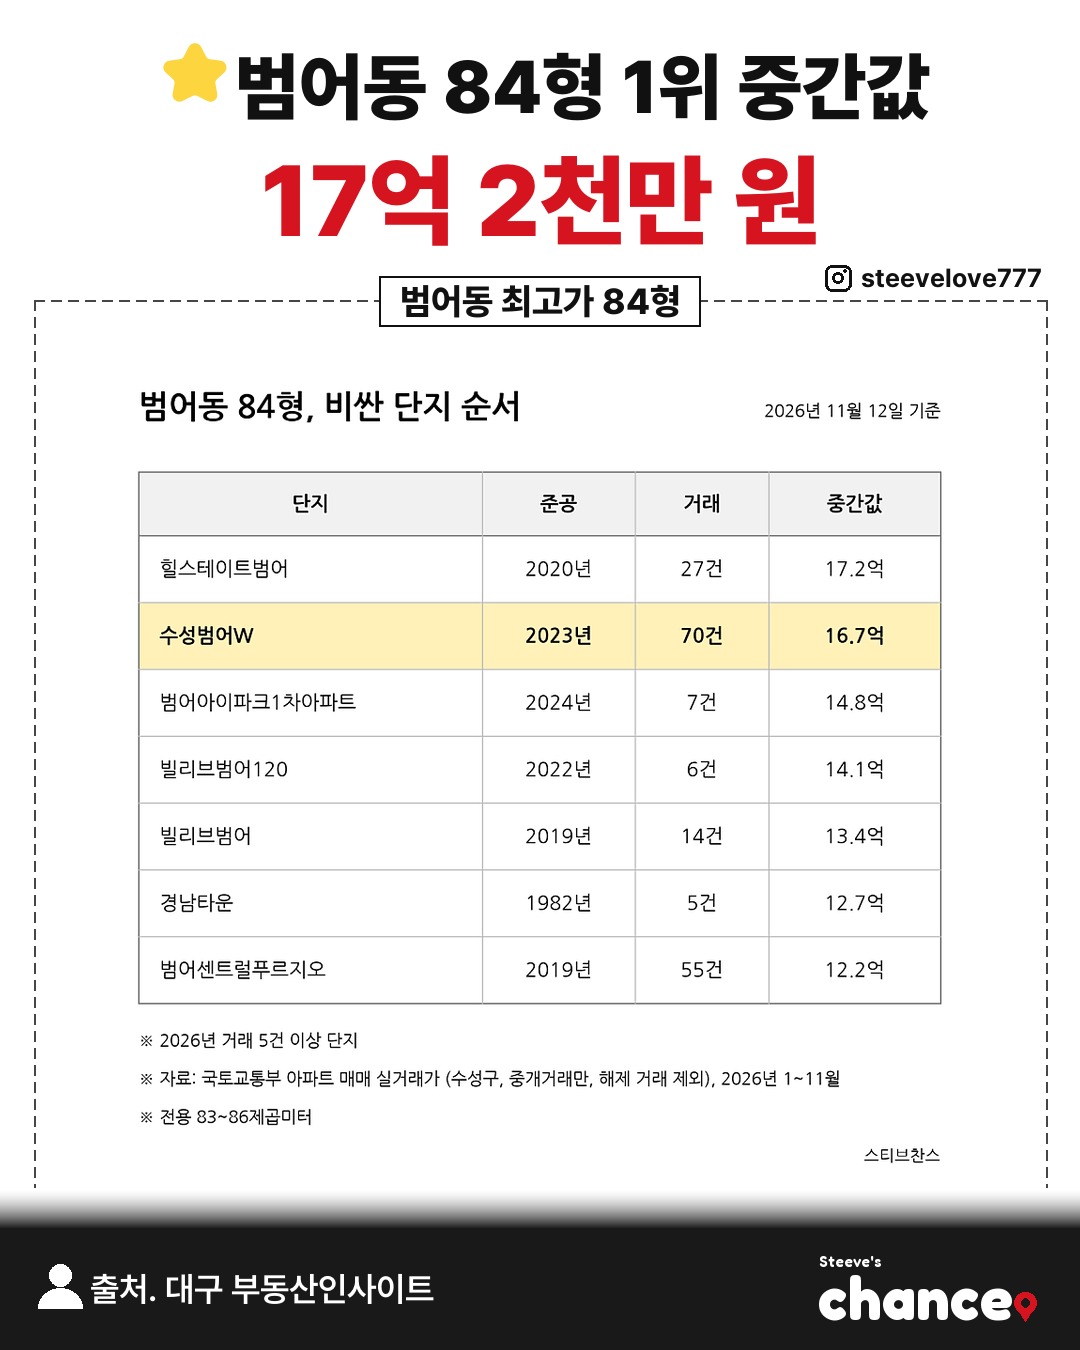 범어동 84형 1위 중간값
17억 2천만 원
steevelove777
범어동 최고가 84형
범어동 84형, 비싼 단지 순서
2026년 11월 12일 기준
단지 준공 거래 중간값
힐스테이트범어 2020년 27건 17.2억
수성범어W 2023년 70건 16.7억
범어아이파크1차아파트 2024년 7건 14.8억
빌리브범어120 2022년 6건 14.1억
빌리브범어 2019년 14건 13.4억
경남타운 1982년 5건 12.7억
범어센트럴푸르지오 2019년 55건 12.2억
※ 2026년 거래 5건 이상 단지
※ 자료: 국토교통부 아파트 매매 실거래가 (수성구, 중개거래만, 해제 거래 제외), 2026년 1~11월
※ 전용 83~86제곱미터
스티브찬스
출처. 대구 부동산인사이트
Steeve's
chance